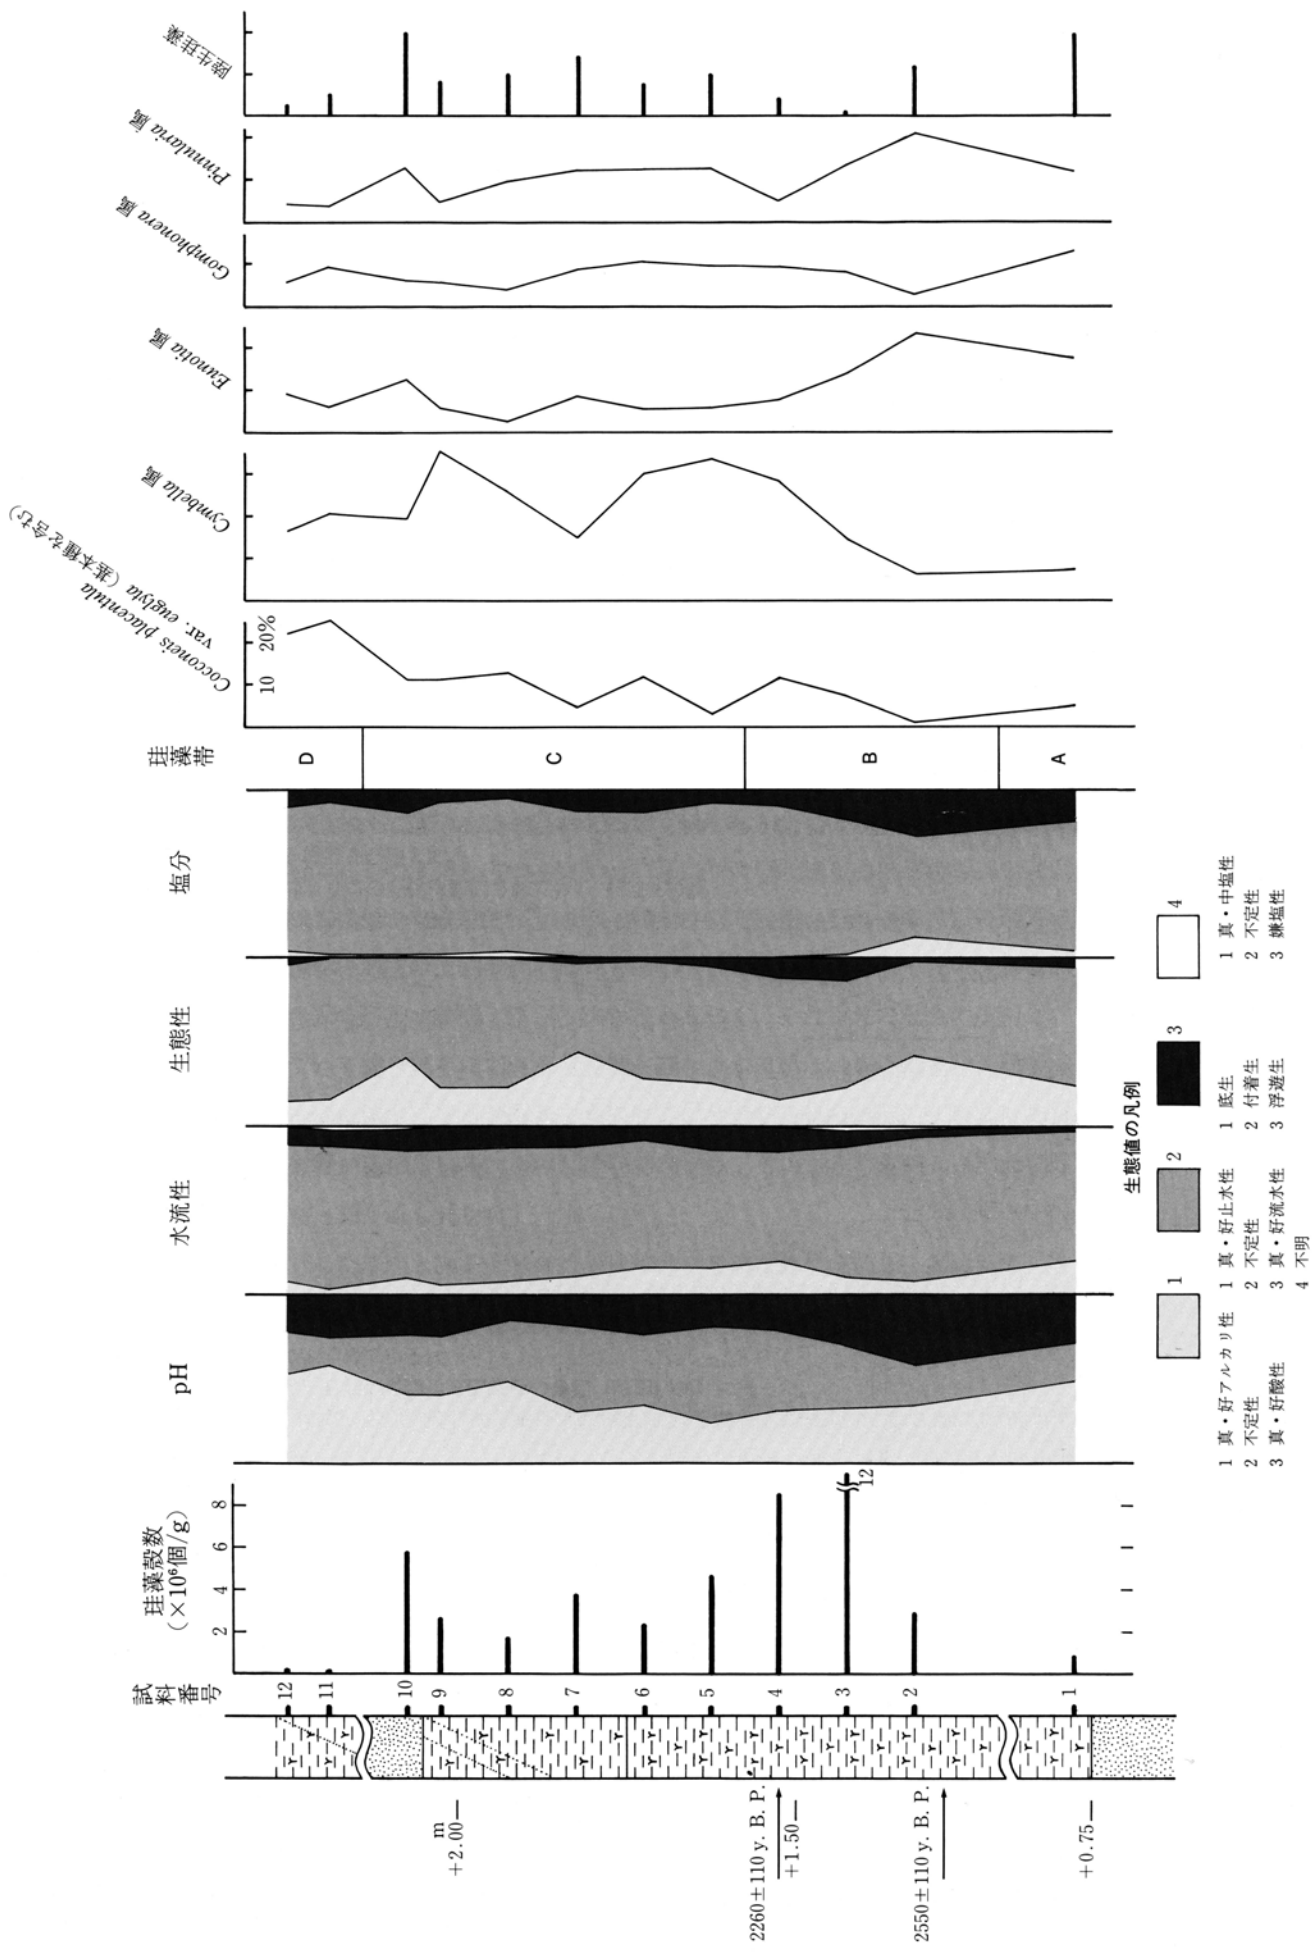 m
+2.00
2260±110 y. B. P.
+1.50
2550±110 y. B. P.
+0.75
試料番号
12
11
10
9
8
7
6
5
4
3
2
1
珪藻殻数
(×10⁶個/g)
2
4
6
8
12
pH
水流性
生態性
塩分
珪藻帯
D
C
B
A
Cocconeis placentula
var. euglyta (基本種を含む)
10
20%
Cymbella 属
Eunotia 属
Gomphonera 属
Pinnularia 属
陸生珪藻
生態値の凡例
1
2
3
4
1 真・好アルカリ性
2 不定性
3 真・好酸性
1 真・好止水性
2 不定性
3 真・好流水性
4 不明
1 底生
2 付着生
3 浮遊生
1 真・中塩性
2 不定性
3 嫌塩性